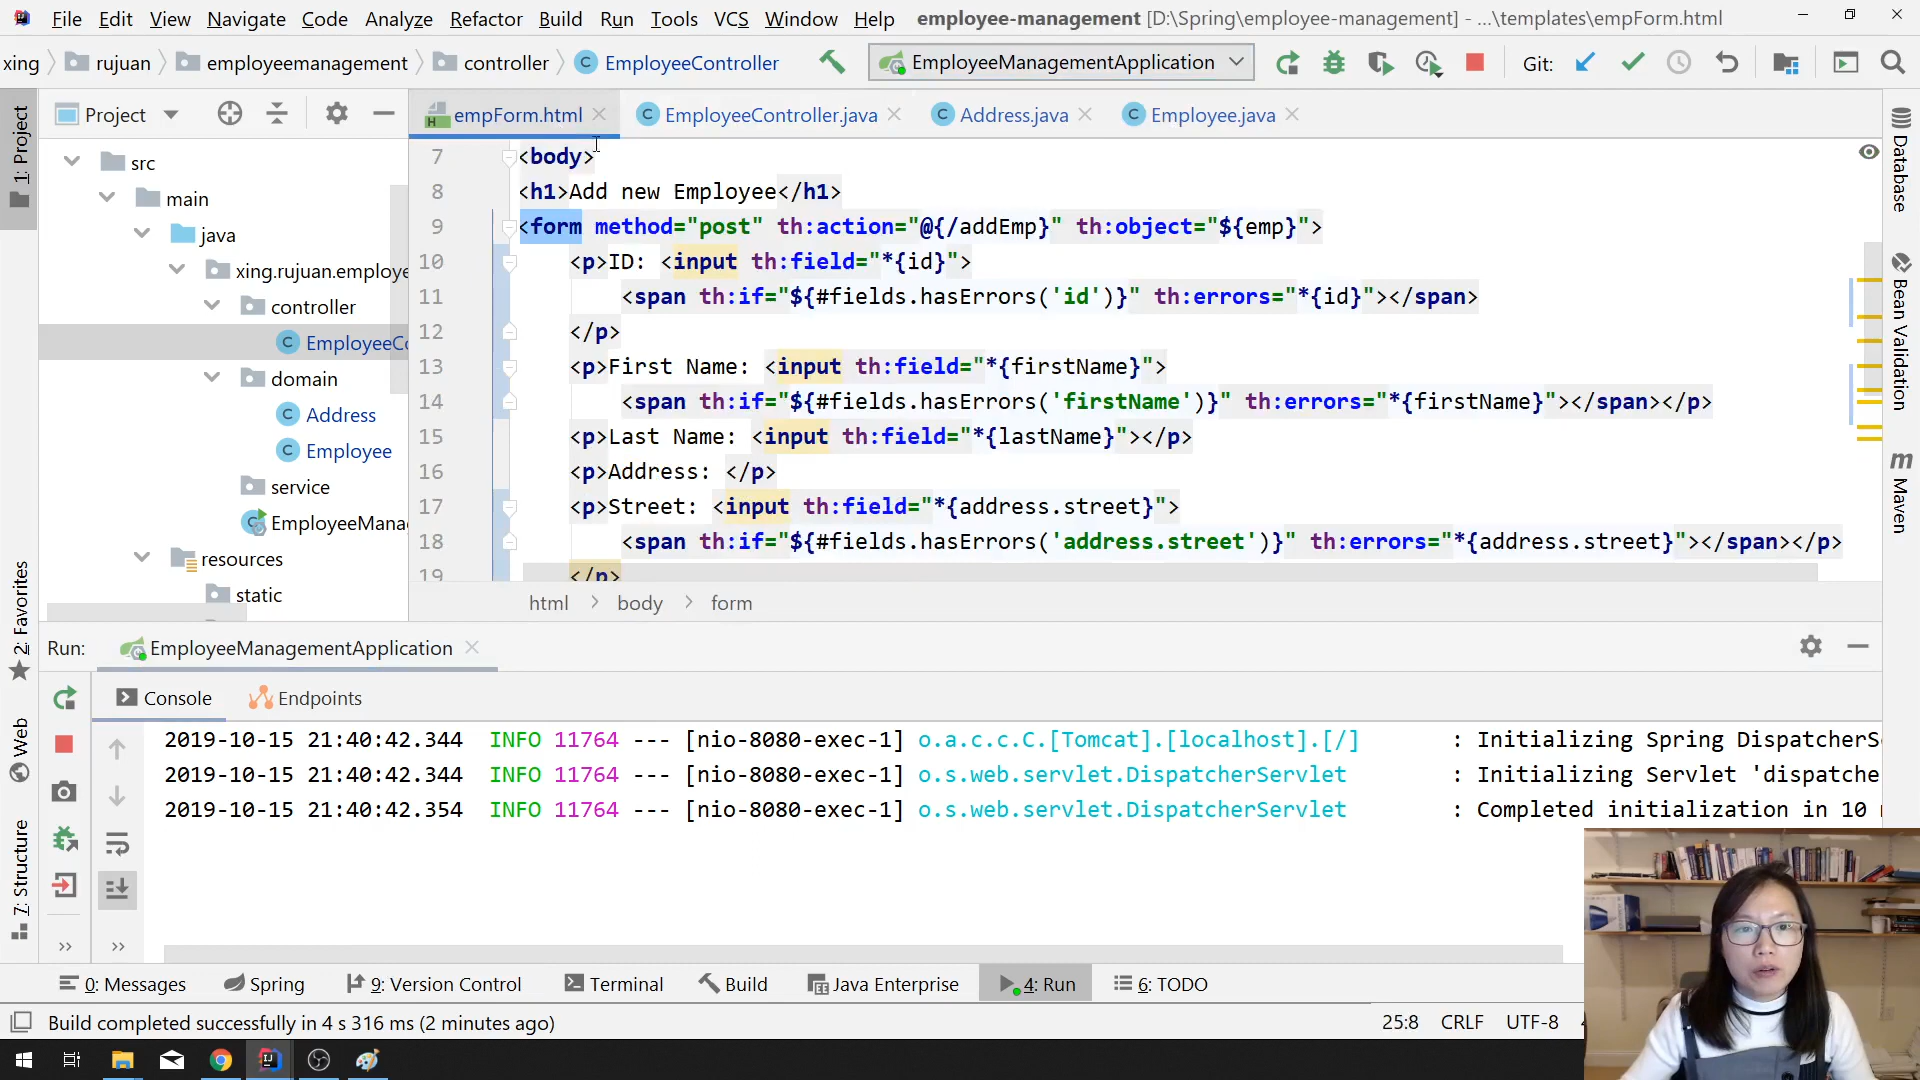 File Edit View Navigate Code Analyze Refactor Build Run Tools VCS Window Help employee-management [D:\Spring\employee-management] - ...\templates\empForm.html
xing rujuan employeemanagement controller EmployeeController EmployeeManagementApplication Git:
Project empForm.html EmployeeController.java Address.java Employee.java
1: Project
2: Favorites
Web
7: Structure
src
main
java
xing.rujuan.employe
controller
EmployeeC
domain
Address
Employee
service
EmployeeMana
resources
static
7 <body>
8 <h1>Add new Employee</h1>
9 <form method="post" th:action="@{/addEmp}" th:object="${emp}">
10 <p>ID: <input th:field="*{id}">
11 <span th:if="${#fields.hasErrors('id')}" th:errors="*{id}"></span>
12 </p>
13 <p>First Name: <input th:field="*{firstName}">
14 <span th:if="${#fields.hasErrors('firstName')}" th:errors="*{firstName}"></span></p>
15 <p>Last Name: <input th:field="*{lastName}"></p>
16 <p>Address: </p>
17 <p>Street: <input th:field="*{address.street}">
18 <span th:if="${#fields.hasErrors('address.street')}" th:errors="*{address.street}"></span></p>
19 </p>
html body form
Database
Bean Validation
Maven
Run: EmployeeManagementApplication
Console Endpoints
2019-10-15 21:40:42.344 INFO 11764 --- [nio-8080-exec-1] o.a.c.c.C.[Tomcat].[localhost].[/] : Initializing Spring DispatcherS
2019-10-15 21:40:42.344 INFO 11764 --- [nio-8080-exec-1] o.s.web.servlet.DispatcherServlet : Initializing Servlet 'dispatche
2019-10-15 21:40:42.354 INFO 11764 --- [nio-8080-exec-1] o.s.web.servlet.DispatcherServlet : Completed initialization in 10
0: Messages Spring 9: Version Control Terminal Build Java Enterprise 4: Run 6: TODO
Build completed successfully in 4 s 316 ms (2 minutes ago) 25:8 CRLF UTF-8